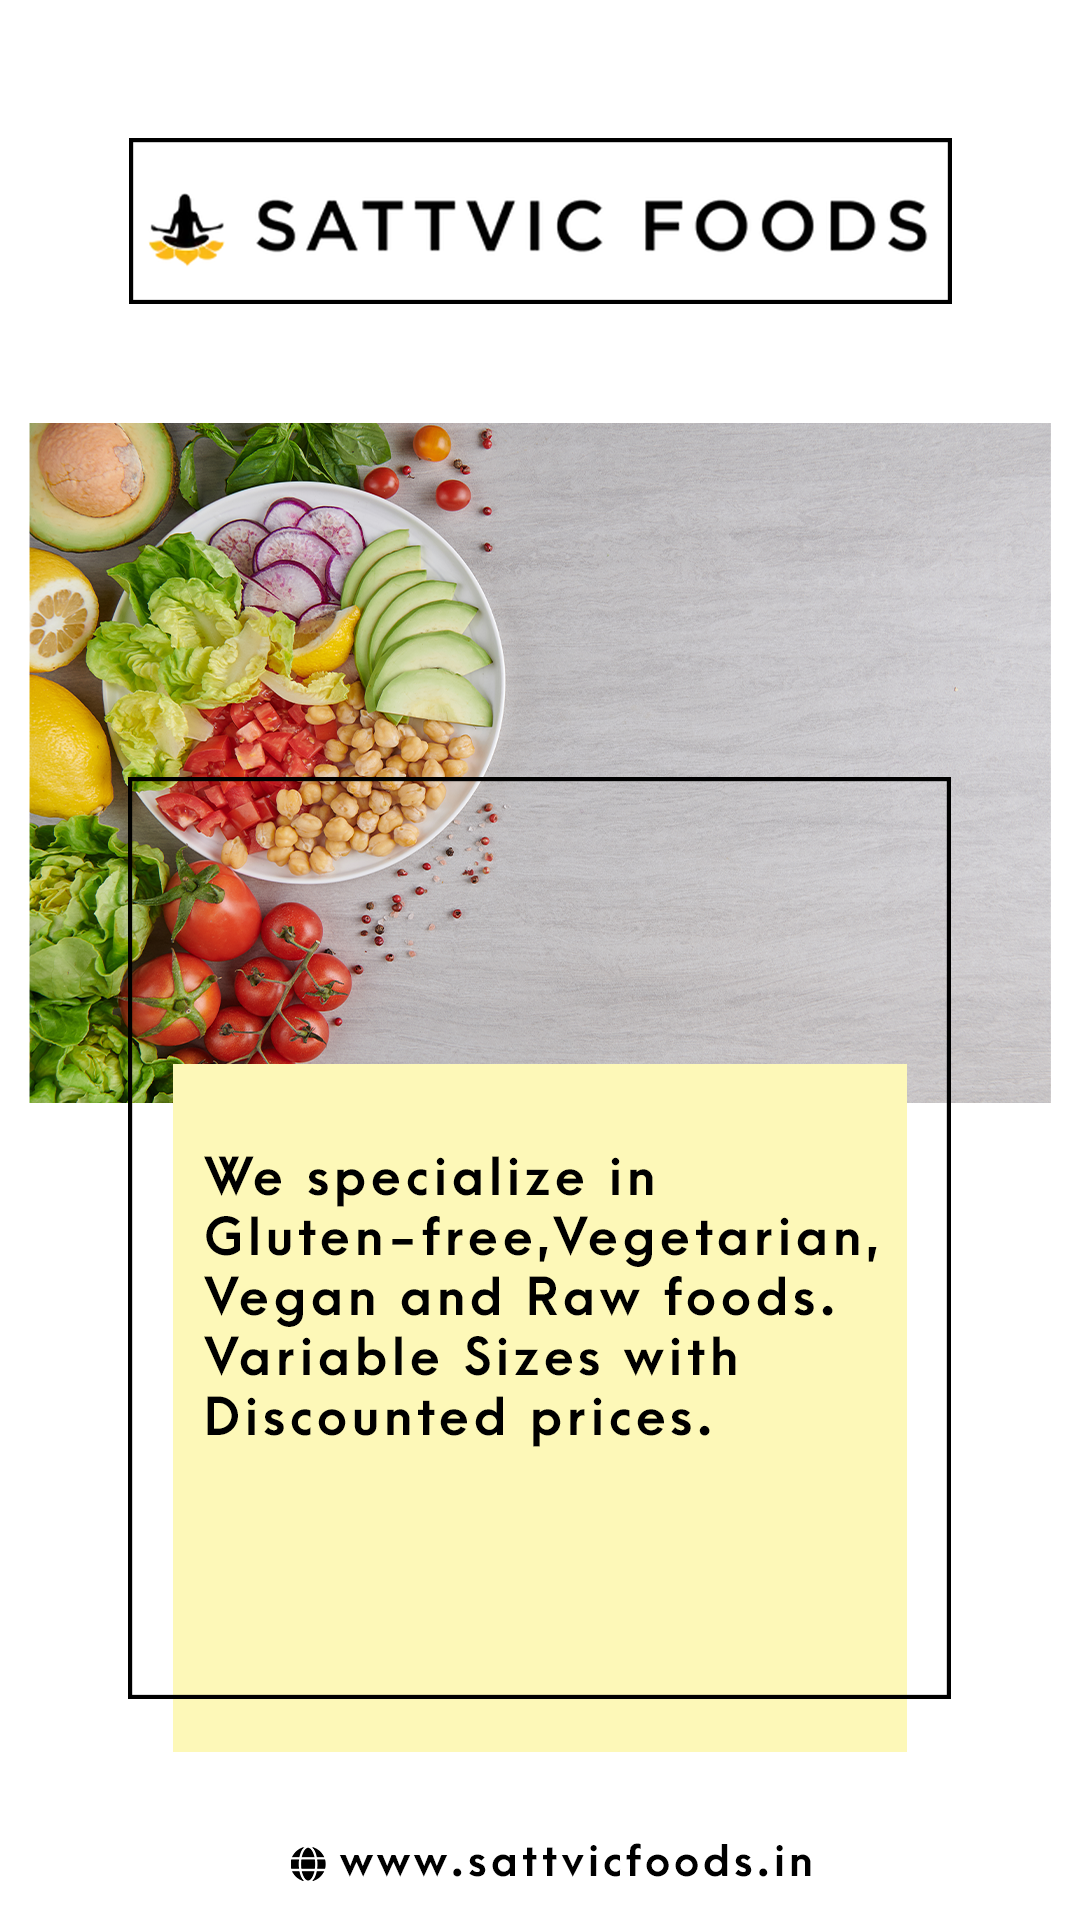 SATTVIC FOODS
We specialize in
Gluten-free,Vegetarian,
Vegan and Raw foods.
Variable Sizes with
Discounted prices.
www.sattvicfoods.in